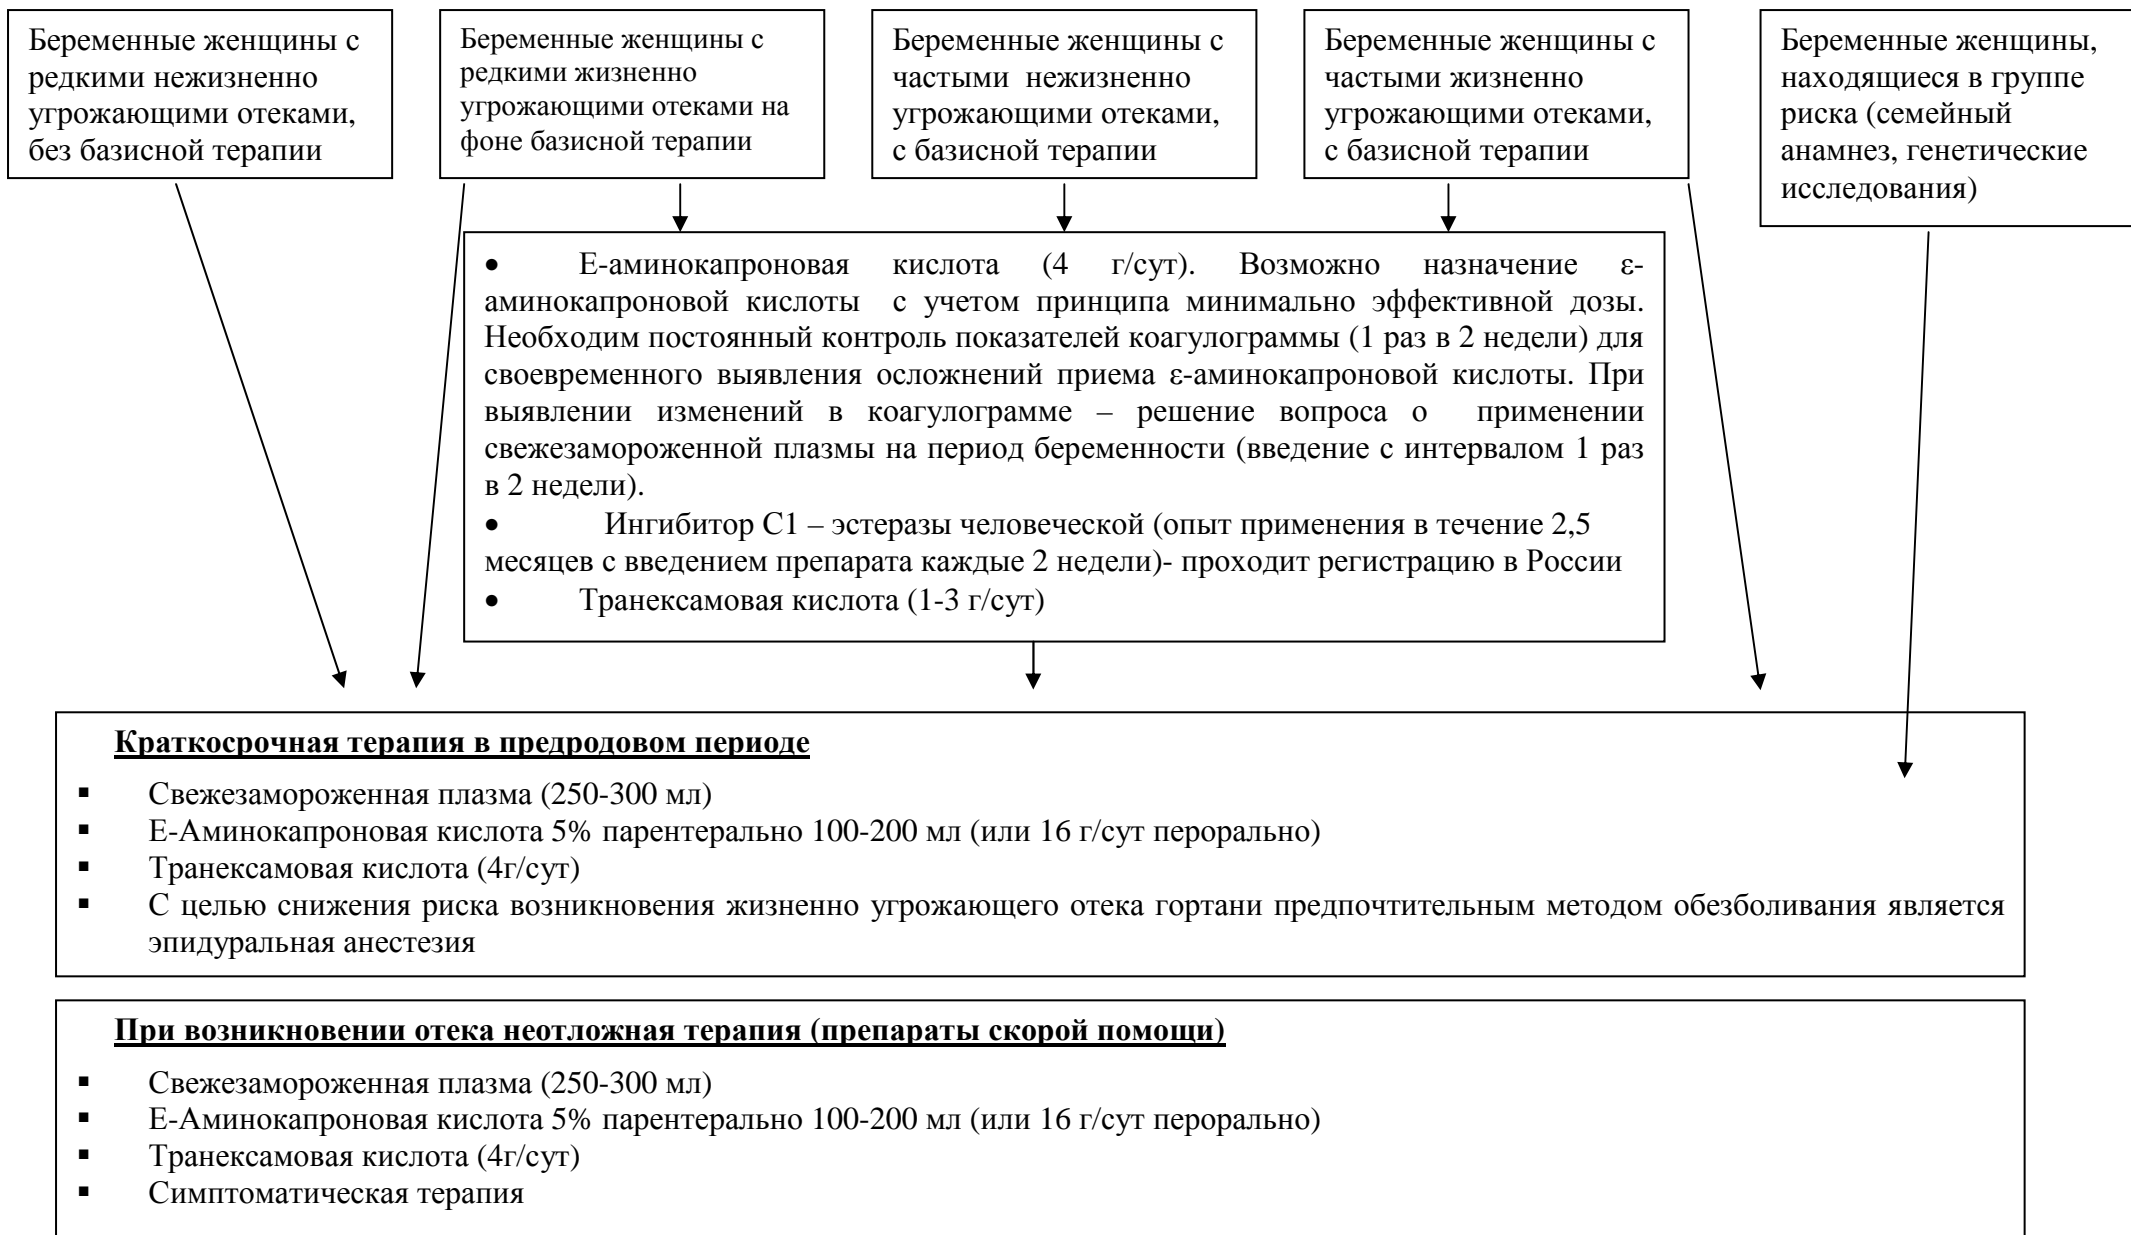 Беременные женщины с
редкими нежизненно
угрожающими отеками,
без базисной терапии
Беременные женщины с
редкими жизненно
угрожающими отеками на
фоне базисной терапии
Беременные женщины с
частыми нежизненно
угрожающими отеками,
с базисной терапии
Беременные женщины с
частыми жизненно
угрожающими отеками,
с базисной терапии
Беременные женщины,
находящиеся в группе
риска (семейный
анамнез, генетические
исследования)
• Е-аминокапроновая кислота (4 г/сут). Возможно назначение ε-
аминокапроновой кислоты с учетом принципа минимально эффективной дозы.
Необходим постоянный контроль показателей коагулограммы (1 раз в 2 недели) для
своевременного выявления осложнений приема ε-аминокапроновой кислоты. При
выявлении изменений в коагулограмме – решение вопроса о применении
свежезамороженной плазмы на период беременности (введение с интервалом 1 раз
в 2 недели).
• Ингибитор С1 – эстеразы человеческой (опыт применения в течение 2,5
месяцев с введением препарата каждые 2 недели)- проходит регистрацию в России
• Транексамовая кислота (1-3 г/сут)
Краткосрочная терапия в предродовом периоде
▪ Свежезамороженная плазма (250-300 мл)
▪ Е-Аминокапроновая кислота 5% парентерально 100-200 мл (или 16 г/сут перорально)
▪ Транексамовая кислота (4г/сут)
▪ С целью снижения риска возникновения жизненно угрожающего отека гортани предпочтительным методом обезболивания является
эпидуральная анестезия
При возникновении отека неотложная терапия (препараты скорой помощи)
▪ Свежезамороженная плазма (250-300 мл)
▪ Е-Аминокапроновая кислота 5% парентерально 100-200 мл (или 16 г/сут перорально)
▪ Транексамовая кислота (4г/сут)
▪ Симптоматическая терапия